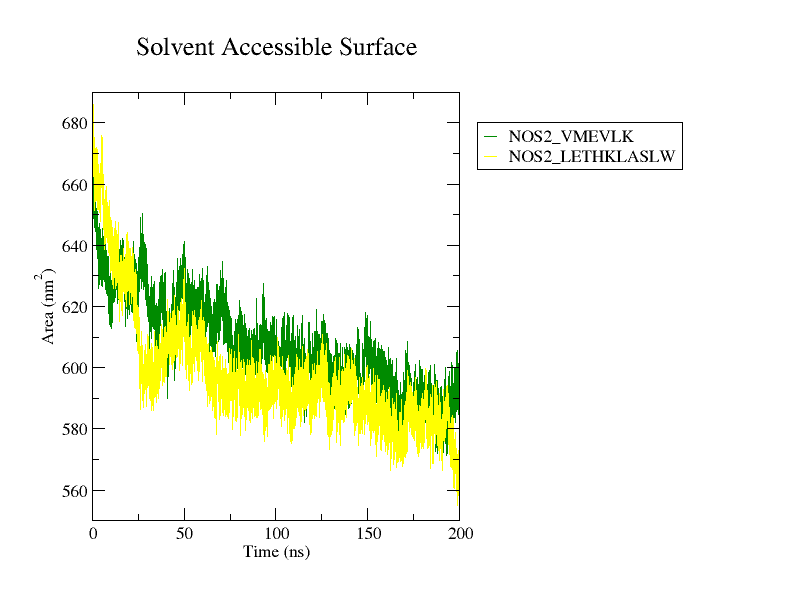 Solvent Accessible Surface
NOS2_VMEVLK
NOS2_LETHKLASLW
680
660
640
620
600
580
560
Area (nm²)
0 50 100 150 200
Time (ns)